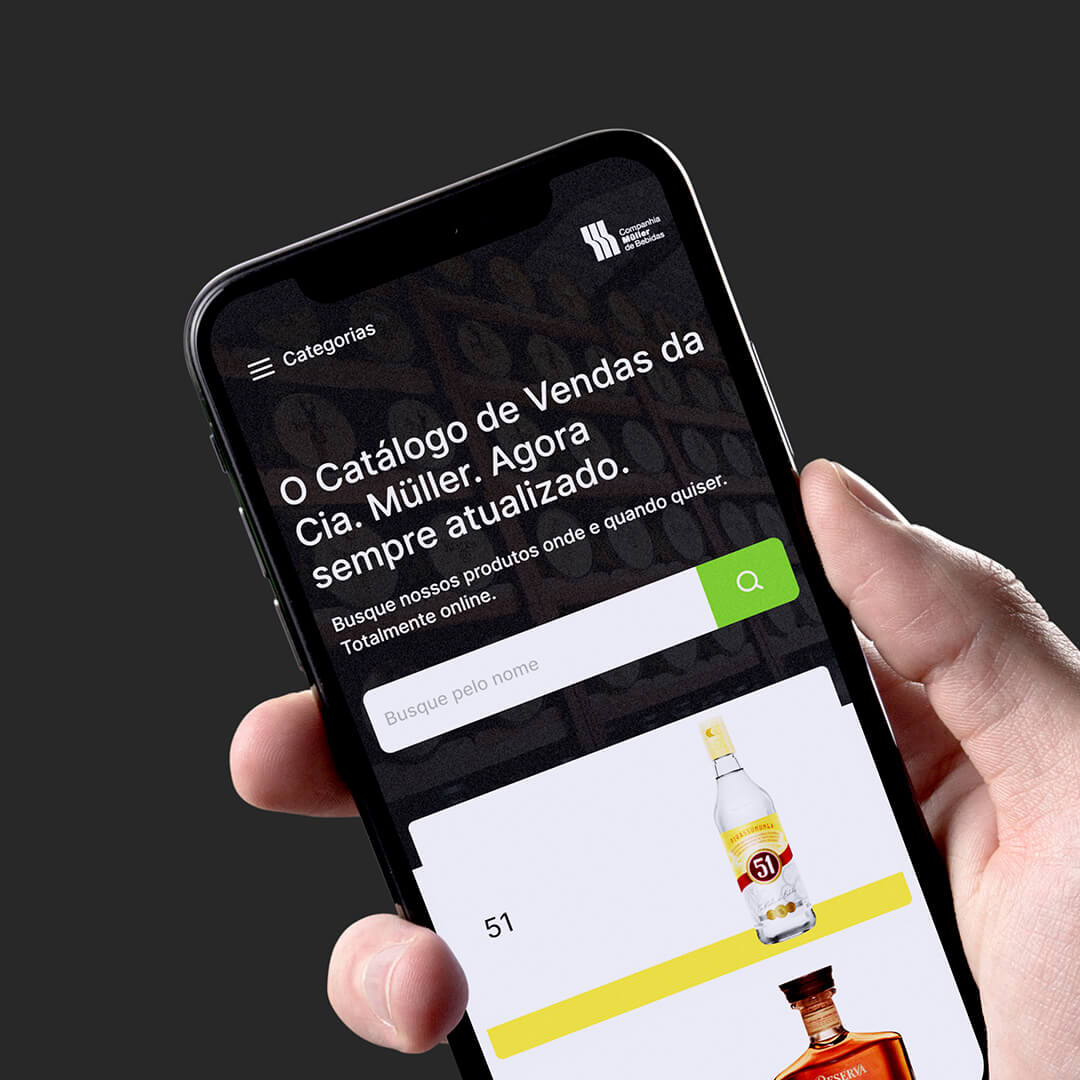 Companhia
Müller
de Bebidas
Categorias
O Catálogo de Vendas da
Cia. Müller. Agora
sempre atualizado.
Busque nossos produtos onde e quando quiser.
Totalmente online.
Busque pelo nome
PIRASSUNUNGA
51
51
RESERVA